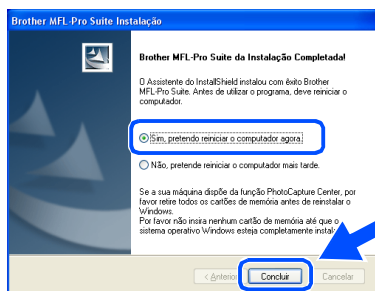 Brother MFL-Pro Suite Instalação
Brother MFL-Pro Suite da Instalação Completada!
O Assistente do InstallShield instalou com êxito Brother
MFL-Pro Suite. Antes de utilizar o programa, deve reiniciar o
computador.
Sim, pretendo reiniciar o computador agora.
Não, pretende reiniciar o computador mais tarde.
Se a sua máquina dispõe da função PhotoCapture Center, por
favor retire todos os cartões de memória antes de reinstalar o
Windows.
Por favor não insira nenhum cartão de memória até que o
sistema operativo Windows esteja completamente
< Anterior Concluir Cancelar